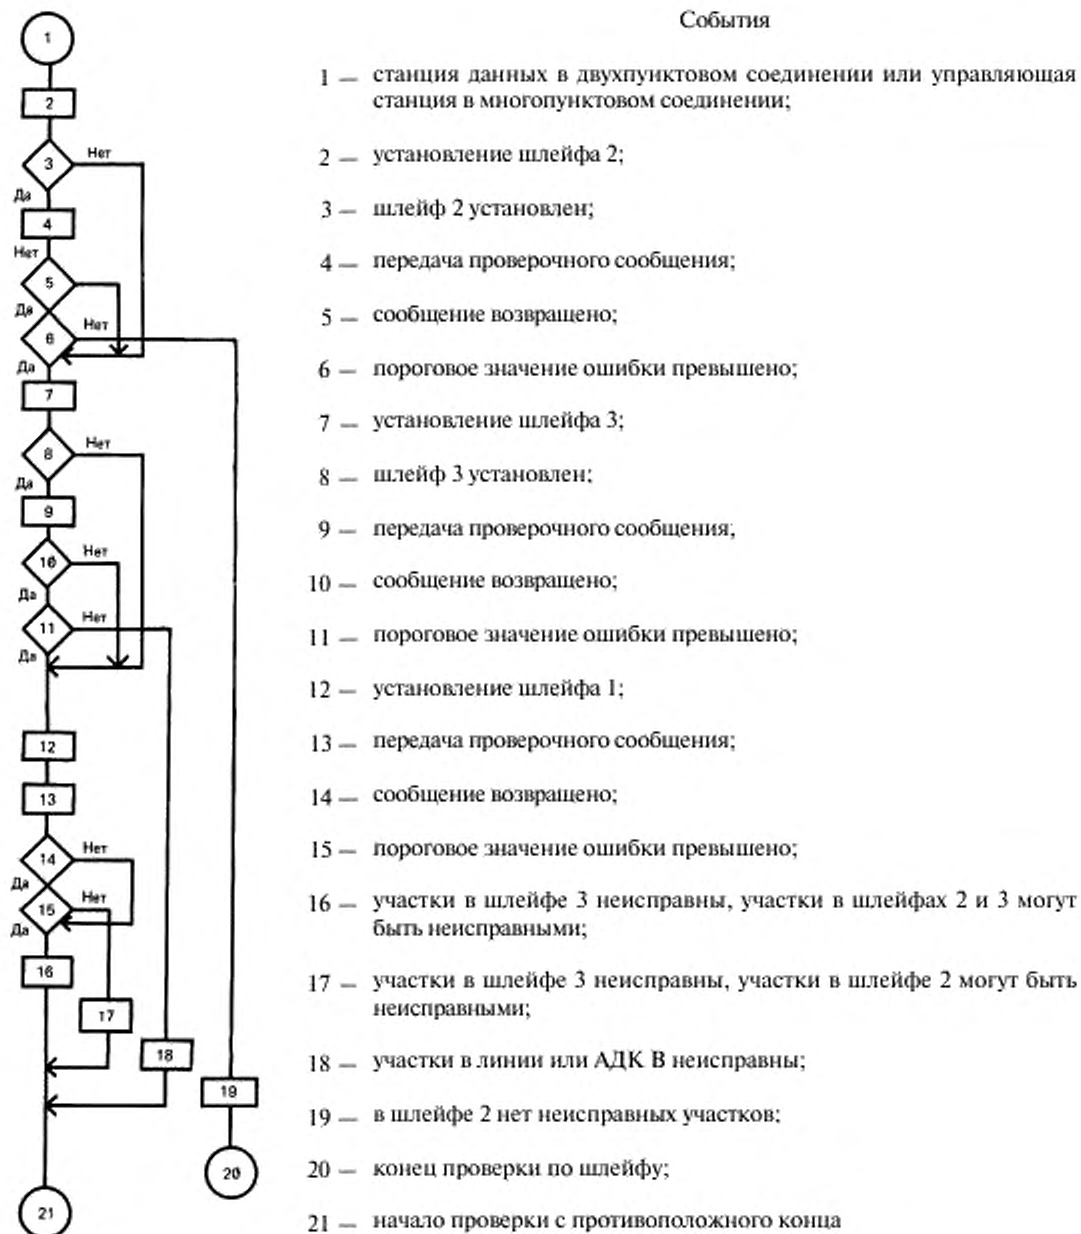 События
1
2
3
Нет
Да
4
Нет
5
Да
6
Нет
Да
7
8
Нет
Да
9
10
Нет
Да
11
Нет
Да
12
13
14
Нет
Да
15
Нет
Да
16
17
18
19
20
21
1 — станция данных в двухпунктовом соединении или управляющая
станция в многопунктовом соединении;
2 — установление шлейфа 2;
3 — шлейф 2 установлен;
4 — передача проверочного сообщения;
5 — сообщение возвращено;
6 — пороговое значение ошибки превышено;
7 — установление шлейфа 3;
8 — шлейф 3 установлен;
9 — передача проверочного сообщения,
10 — сообщение возвращено;
11 — пороговое значение ошибки превышено;
12 — установление шлейфа 1;
13 — передача проверочного сообщения;
14 — сообщение возвращено;
15 — пороговое значение ошибки превышено;
16 — участки в шлейфе 3 неисправны, участки в шлейфах 2 и 3 могут
быть неисправными;
17 — участки в шлейфе 3 неисправны, участки в шлейфе 2 могут быть
неисправными;
18 — участки в линии или АДК В неисправны;
19 — в шлейфе 2 нет неисправных участков;
20 — конец проверки по шлейфу;
21 — начало проверки с противоположного конца